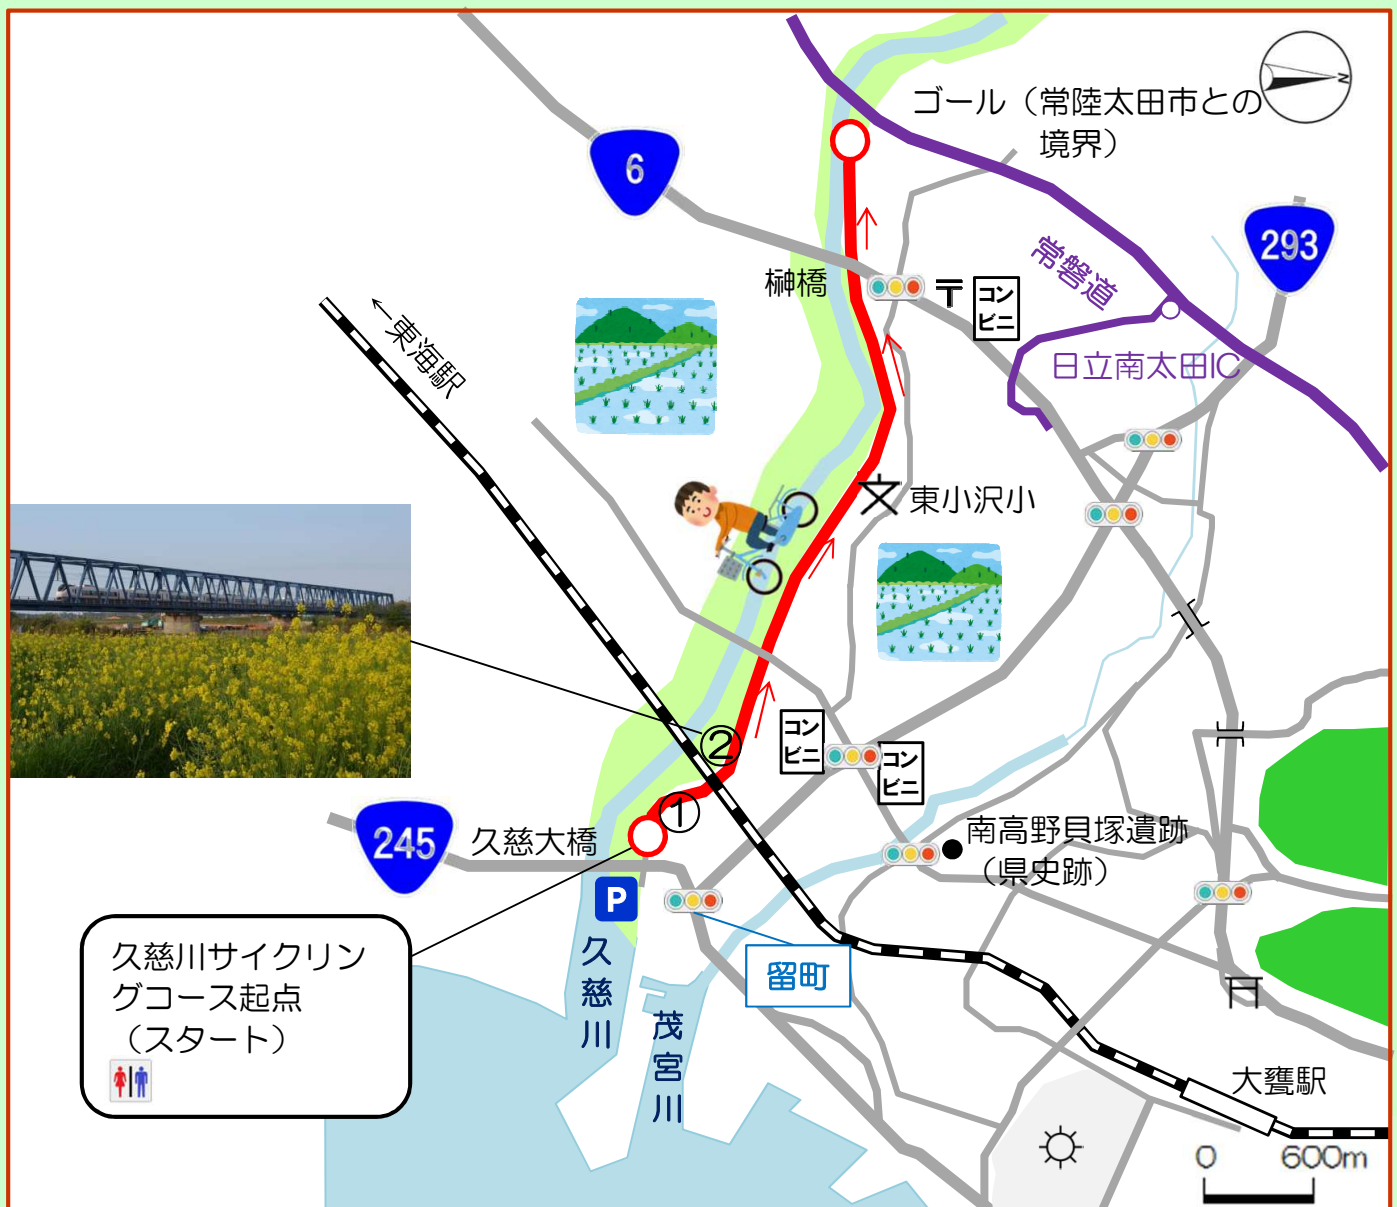 N
ゴール（常陸太田市との
境界）
6
293
常磐道
榊橋
〒
コン
ビニ
日立南太田IC
←東海駅
文
東小沢小
②
コン
ビニ
コン
ビニ
①
245
久慈大橋
南高野貝塚遺跡
（県史跡）
P
久慈川サイクリン
グコース起点
（スタート）
久慈川
留町
茂宮川
大甕駅
0 600m